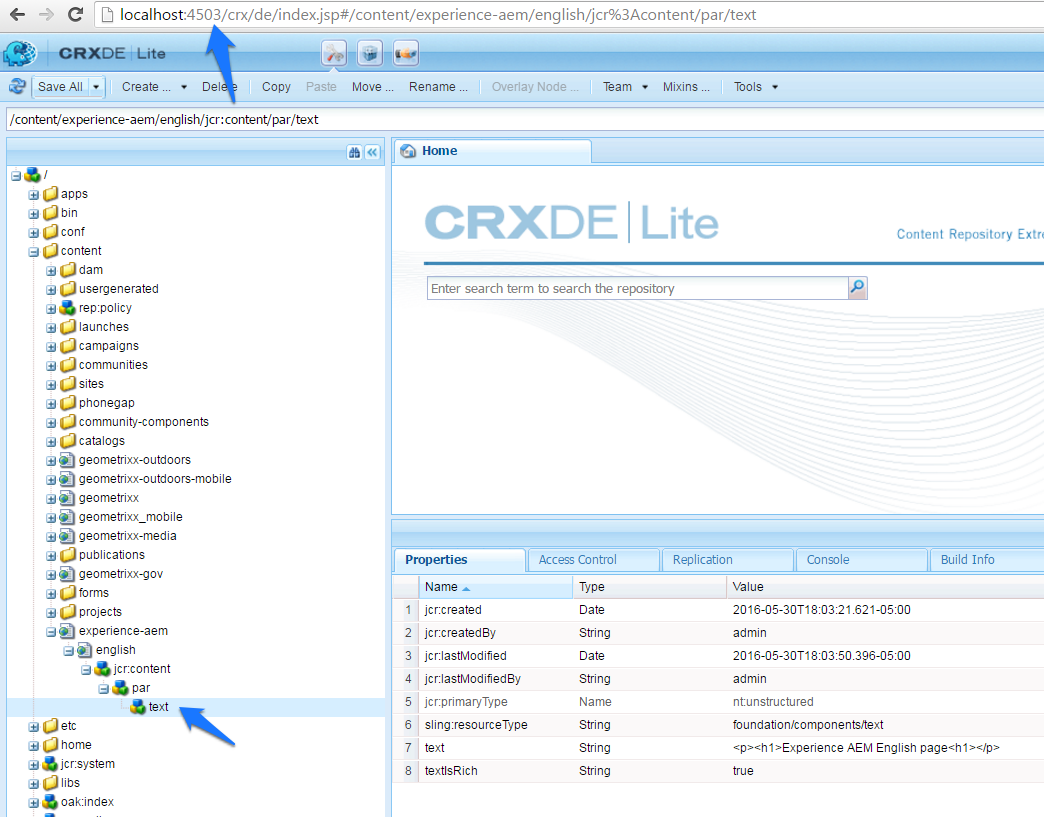 localhost:4503/crx/de/index.jsp#/content/experience-aem/english/jcr%3Acontent/par/text
CRXDE | Lite
Save All Create ... Delete Copy Paste Move ... Rename ... Overlay Node ... Team Mixins ... Tools
/content/experience-aem/english/jcr:content/par/text
Home
/
apps
bin
conf
content
dam
usergenerated
rep:policy
launches
campaigns
communities
sites
phonegap
community-components
catalogs
geometrixx-outdoors
geometrixx-outdoors-mobile
geometrixx
geometrixx_mobile
geometrixx-media
publications
geometrixx-gov
forms
projects
experience-aem
english
jcr:content
par
text
etc
home
jcr:system
libs
oak:index
CRXDE | Lite
Content Repository Extre
Enter search term to search the repository
Properties Access Control Replication Console Build Info
Name Type Value
1 jcr:created Date 2016-05-30T18:03:21.621-05:00
2 jcr:createdBy String admin
3 jcr:lastModified Date 2016-05-30T18:03:50.396-05:00
4 jcr:lastModifiedBy String admin
5 jcr:primaryType Name nt:unstructured
6 sling:resourceType String foundation/components/text
7 text String <p><h1>Experience AEM English page<h1></p>
8 textIsRich String true